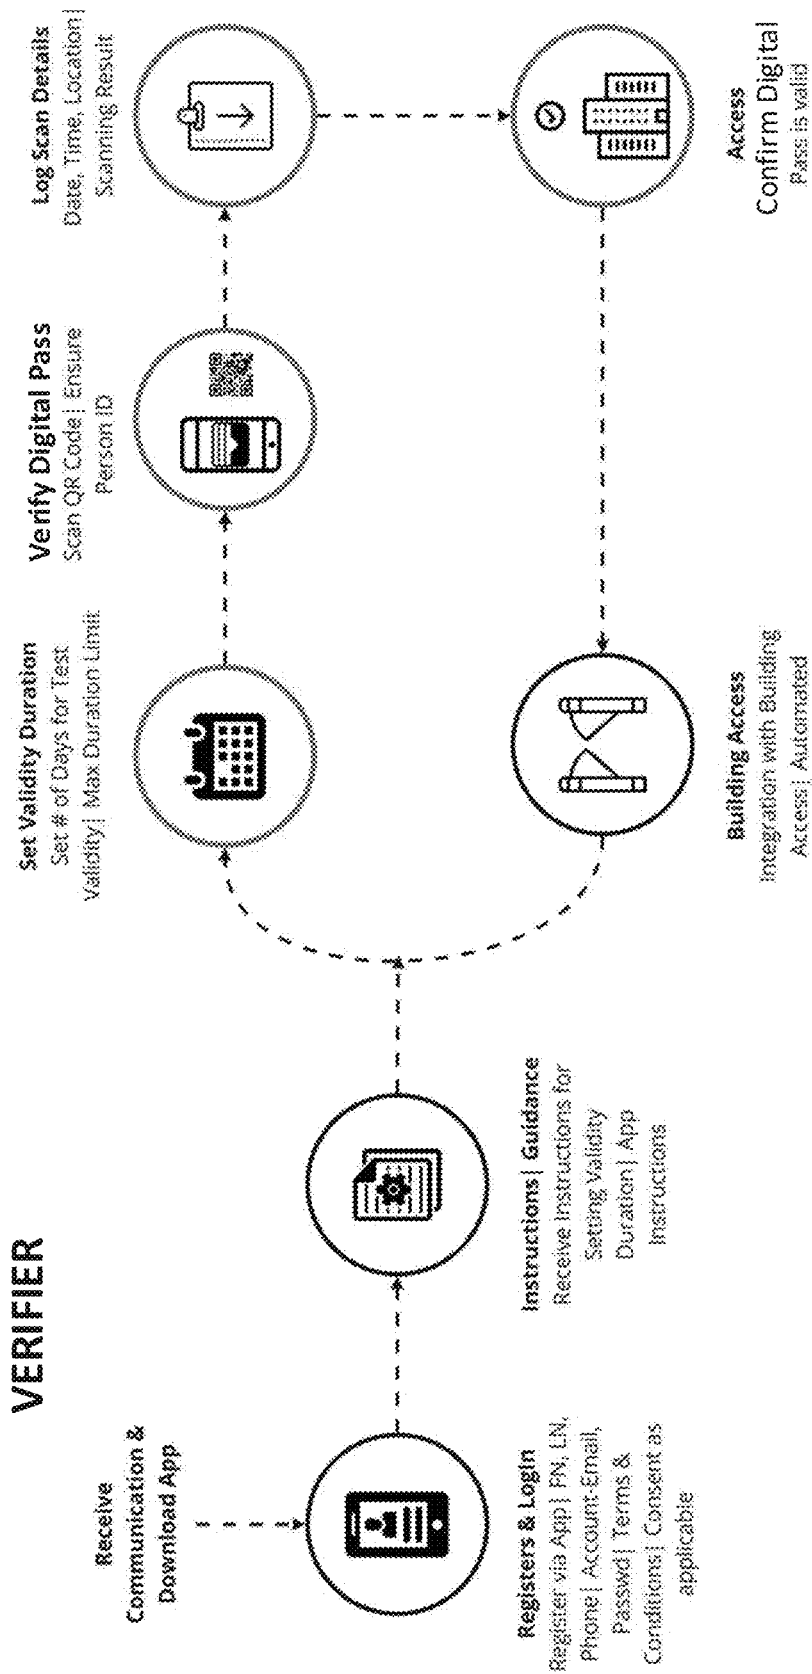 VERIFIER
Receive
Communication &
Download App
Registers & Login
Register via App| FN, LN,
Phone| Account-Email,
Passwd| Terms &
Conditions| Consent as
applicable
Instructions| Guidance
Receive Instructions for
Setting Validity
Duration| App
Instructions
Set Validity Duration
Set # of Days for Test
Validity| Max Duration Limit
Verify Digital Pass
Scan QR Code| Ensure
Person ID
Log Scan Details
Date, Time, Location|
Scanning Result
Access
Confirm Digital
Pass is valid
Building Access
Integration with Building
Access| Automated